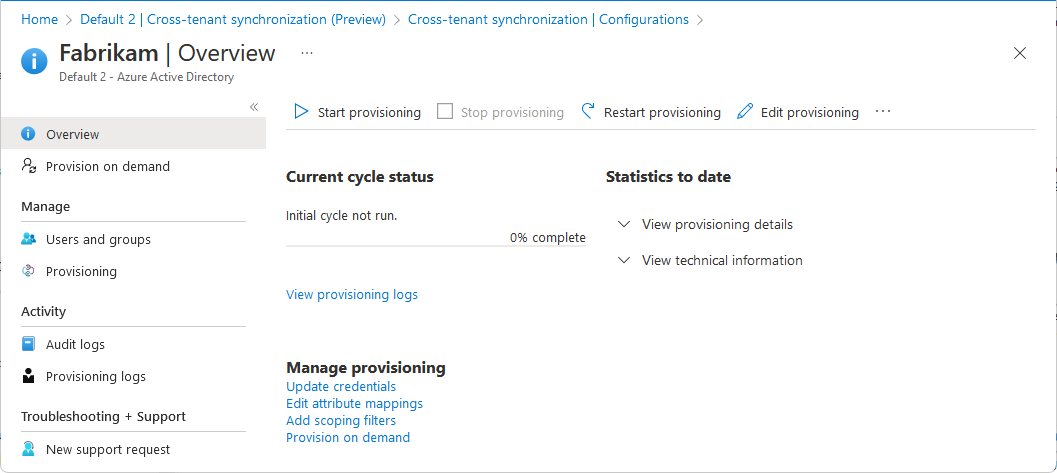 Home > Default 2 | Cross-tenant synchronization (Preview) > Cross-tenant synchronization | Configurations >
Fabrikam | Overview ...
Default 2 - Azure Active Directory
Overview
Provision on demand
Manage
Users and groups
Provisioning
Activity
Audit logs
Provisioning logs
Troubleshooting + Support
New support request
Start provisioning Stop provisioning Restart provisioning Edit provisioning ...
Current cycle status
Initial cycle not run.
0% complete
View provisioning logs
Statistics to date
View provisioning details
View technical information
Manage provisioning
Update credentials
Edit attribute mappings
Add scoping filters
Provision on demand